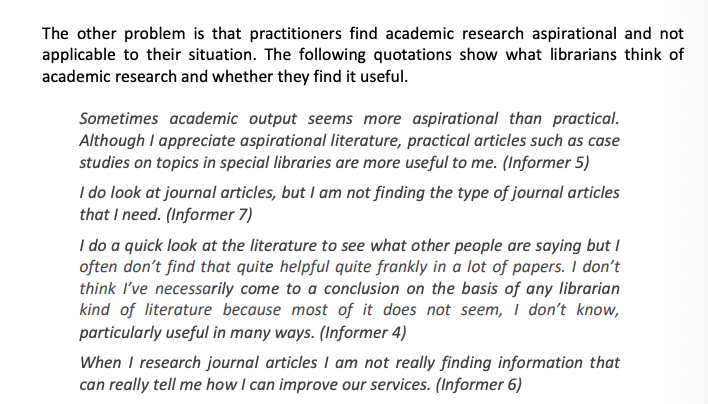 The other problem is that practitioners find academic research aspirational and not
applicable to their situation. The following quotations show what librarians think of
academic research and whether they find it useful.
Sometimes academic output seems more aspirational than practical.
Although I appreciate aspirational literature, practical articles such as case
studies on topics in special libraries are more useful to me. (Informer 5)
I do look at journal articles, but I am not finding the type of journal articles
that I need. (Informer 7)
I do a quick look at the literature to see what other people are saying but I
often don’t find that quite helpful quite frankly in a lot of papers. I don’t
think I’ve necessarily come to a conclusion on the basis of any librarian
kind of literature because most of it does not seem, I don’t know,
particularly useful in many ways. (Informer 4)
When I research journal articles I am not really finding information that
can really tell me how I can improve our services. (Informer 6)